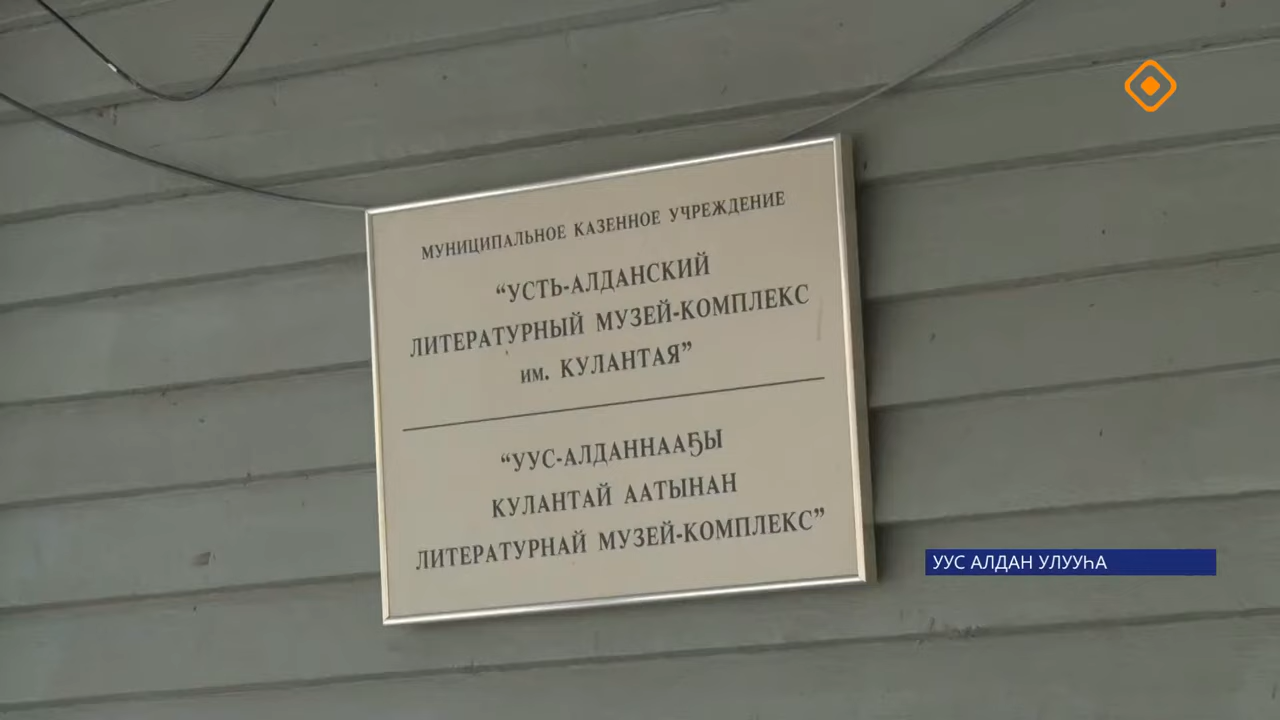 МУНИЦИПАЛЬНОЕ КАЗЕННОЕ УЧРЕЖДЕНИЕ
“УСТЬ-АЛДАНСКИЙ
ЛИТЕРАТУРНЫЙ МУЗЕЙ-КОМПЛЕКС
им. КУЛАНТАЯ”
“УУС-АЛДАННААҔЫ
КУЛАНТАЙ ААТЫНАН
ЛИТЕРАТУРНАЙ МУЗЕЙ-КОМПЛЕКС”
УУС АЛДАН УЛУУҺА